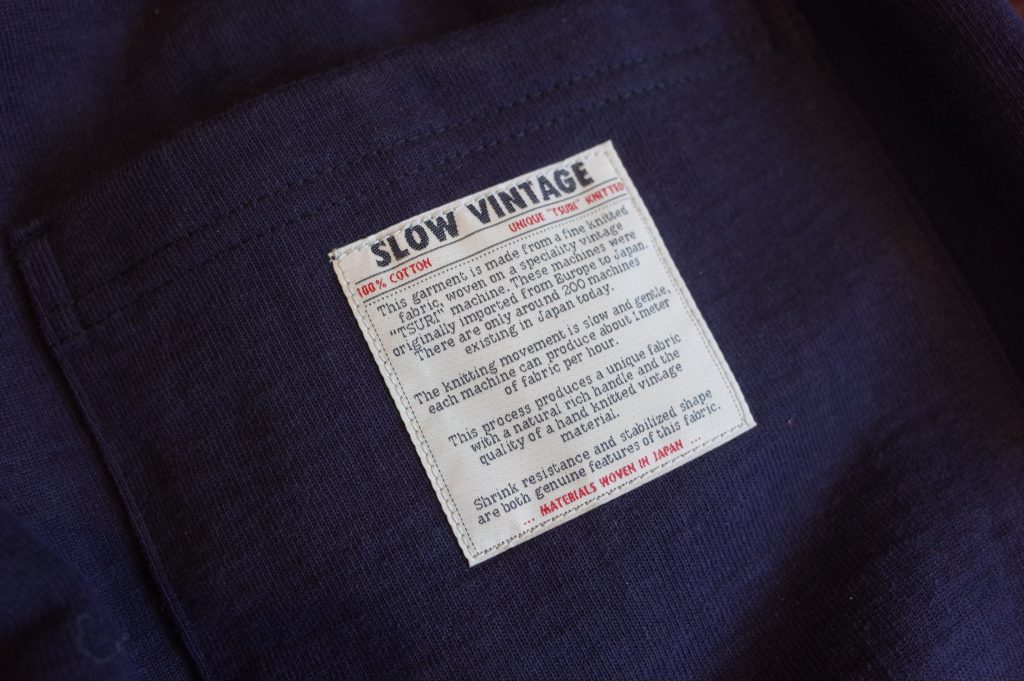 SLOW VINTAGE
100% COTTON UNIQUE "TSURI" KNITTED
This garment is made from a fine knitted
fabric, woven on a speciality vintage
"TSURI" machine. These machines were
originally imported from Europe to Japan.
There are only around 200 machines
existing in Japan today.
The knitting movement is slow and gentle,
each machine can produce about 1 meter
of fabric per hour.
This process produces a unique fabric
with a natural rich handle and the
quality of a hand knitted vintage
material.
Shrink resistance and stabilized shape
are both genuine features of this fabric.
... MATERIALS WOVEN IN JAPAN ...